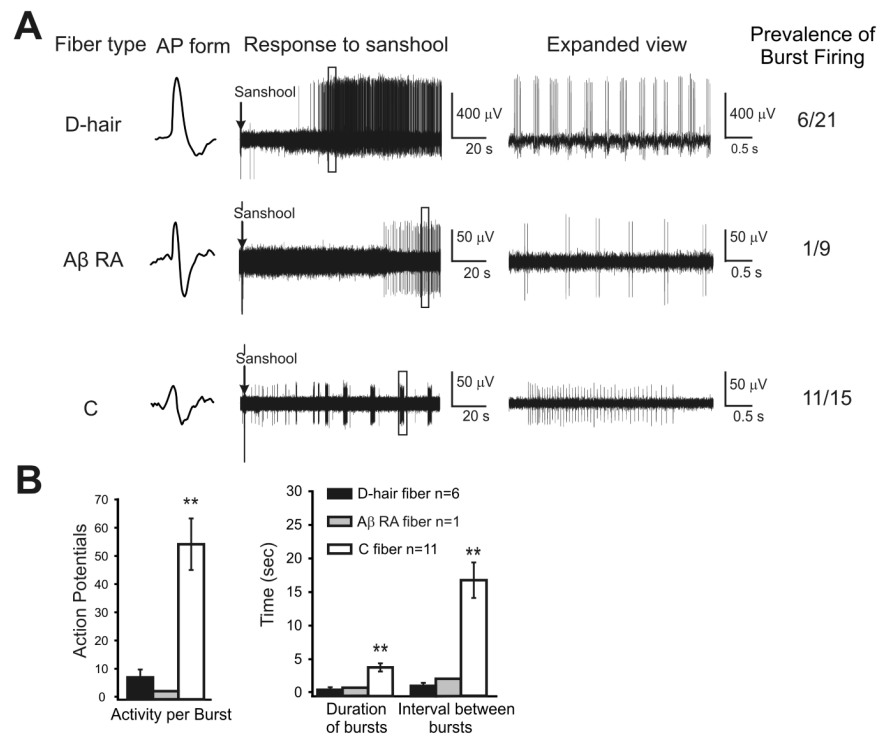 A
Fiber type AP form Response to sanshool Expanded view Prevalence of
Burst Firing
D-hair Sanshool 400 µV 20 s 400 µV 0.5 s 6/21
Aβ RA Sanshool 50 µV 20 s 50 µV 0.5 s 1/9
C Sanshool 50 µV 20 s 50 µV 0.5 s 11/15
B
Action Potentials
70
60
50
40
30
20
10
0
**
Activity per Burst
Time (sec)
30
25
20
15
10
5
0
D-hair fiber n=6
Aβ RA fiber n=1
C fiber n=11
**
**
Duration
of bursts
Interval between
bursts